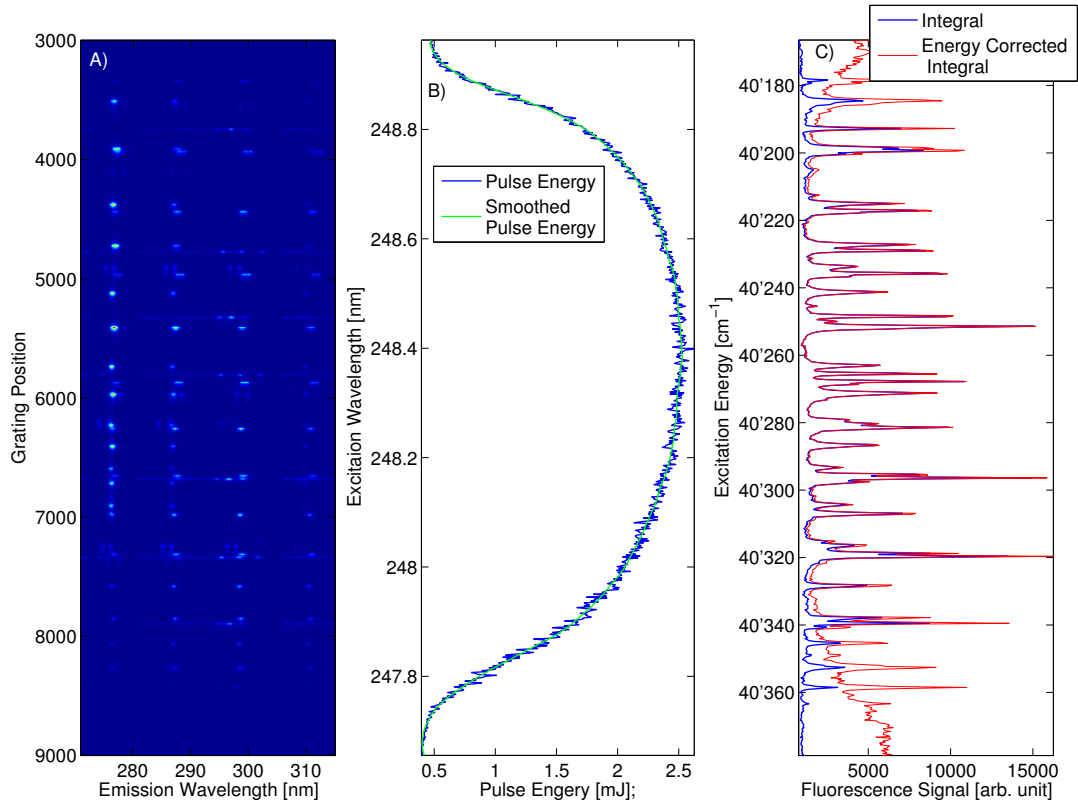 A)
3000
4000
5000
6000
7000
8000
9000
Grating Position
280
290
300
310
Emission Wavelength [nm]
B)
248.8
248.6
248.4
248.2
248
247.8
Excitaion Wavelength [nm]
Pulse Energy
Smoothed
Pulse Energy
0.5
1
1.5
2
2.5
Pulse Engery [mJ];
C)
Integral
Energy Corrected
Integral
40'180
40'200
40'220
40'240
40'260
40'280
40'300
40'320
40'340
40'360
Excitation Energy [cm⁻¹]
5000
10000
15000
Fluorescence Signal [arb. unit]